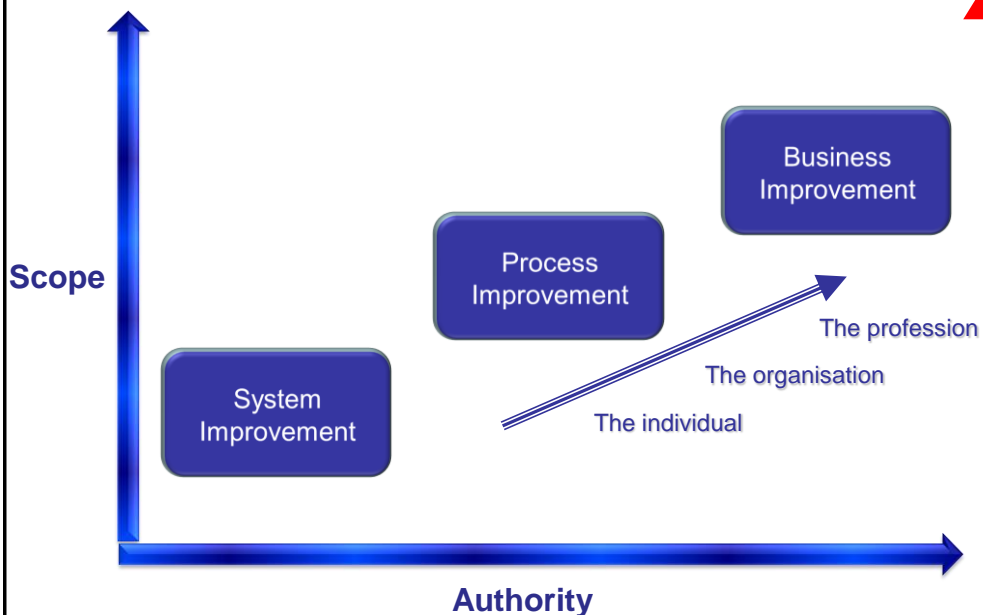 Business
Improvement
Process
Improvement
Scope
The profession
The organisation
System
Improvement
The individual
Authority